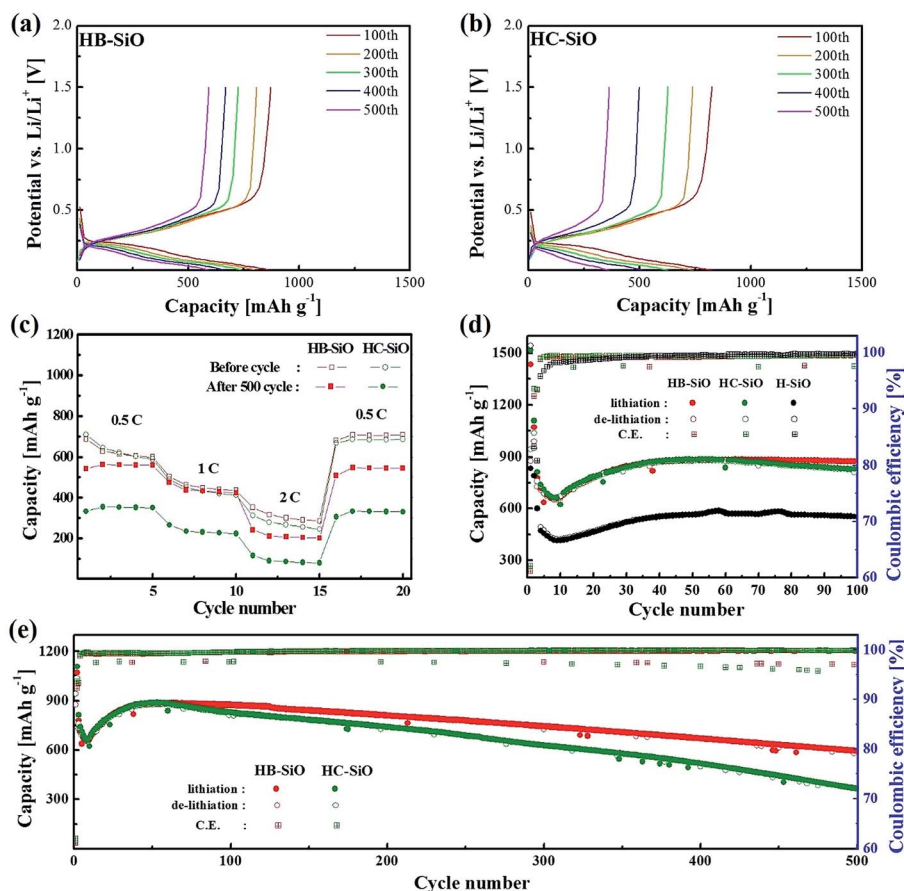 (a)
HB-SiO
100th
200th
300th
400th
500th
2.0
1.5
1.0
0.5
0
500
1000
1500
Potential vs. Li/Li+ [V]
Capacity [mAh g-1]
(b)
HC-SiO
100th
200th
300th
400th
500th
2.0
1.5
1.0
0.5
0
500
1000
1500
Potential vs. Li/Li+ [V]
Capacity [mAh g-1]
(c)
HB-SiO HC-SiO
Before cycle :
After 500 cycle :
0.5 C
1 C
2 C
0.5 C
1200
1000
800
600
400
200
0
5
10
15
20
Capacity [mAh g-1]
Cycle number
(d)
HB-SiO HC-SiO H-SiO
lithiation :
de-lithiation :
C.E. :
1500
1200
900
600
300
100
90
80
70
60
0 10 20 30 40 50 60 70 80 90 100
Capacity [mAh g-1]
Coulombic efficiency [%]
Cycle number
(e)
HB-SiO HC-SiO
lithiation :
de-lithiation :
C.E. :
1200
900
600
300
100
90
80
70
60
0 100 200 300 400 500
Capacity [mAh g-1]
Coulombic efficiency [%]
Cycle number